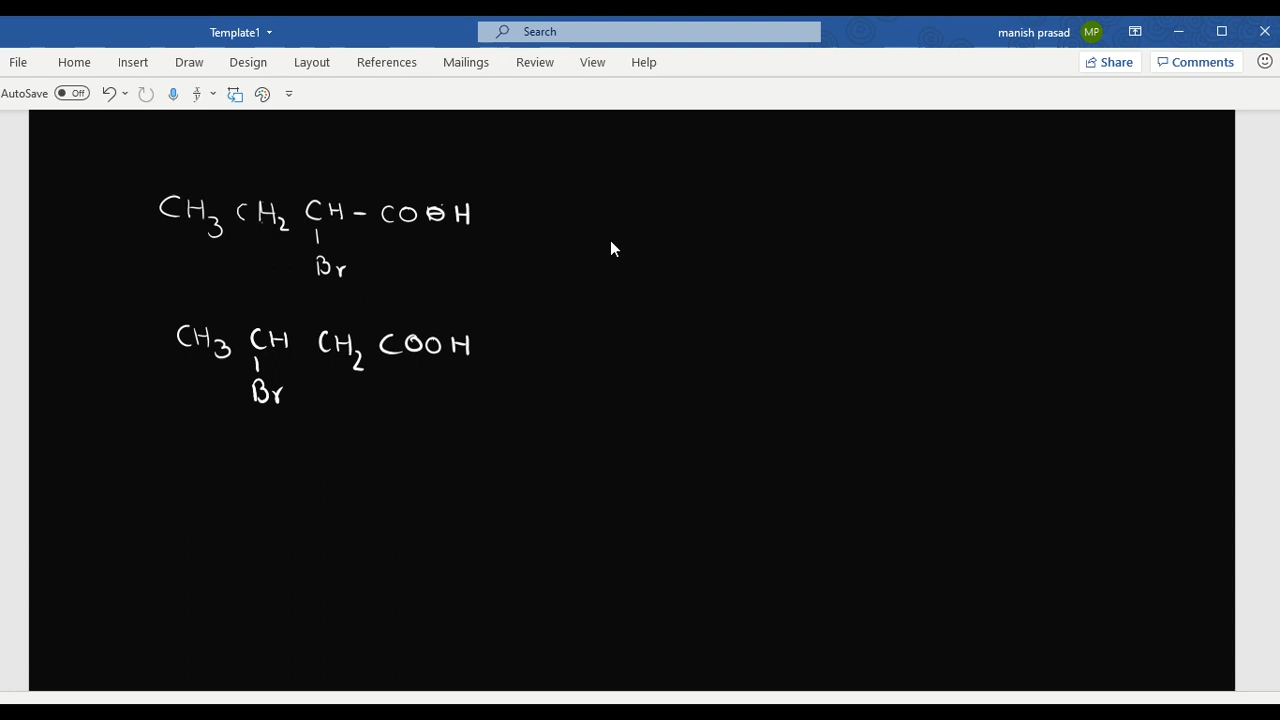 Template1
Search
manish prasad
MP
File Home Insert Draw Design Layout References Mailings Review View Help
Share
Comments
AutoSave Off
CH3 CH2 CH - COOH
Br
CH3 CH CH2 COOH
Br